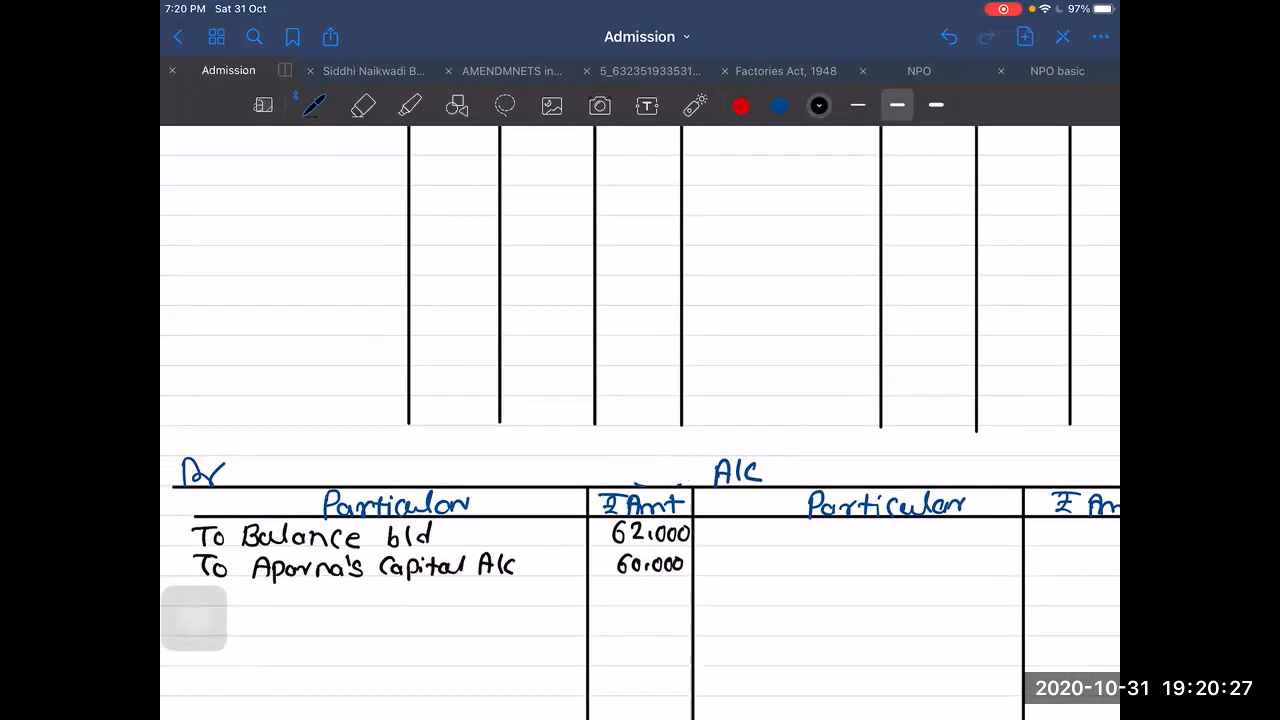 7:20 PM Sat 31 Oct 97%
Admission
Admission Siddhi Naikwadi B... AMENDMNETS in... 5_632351933531... Factories Act, 1948 NPO NPO basic
T
Dr A/C
Particular ₹ Amt Particular ₹ Am
To Balance b/d 62,000
To Aparna's Capital A/c 60,000
2020-10-31 19:20:27